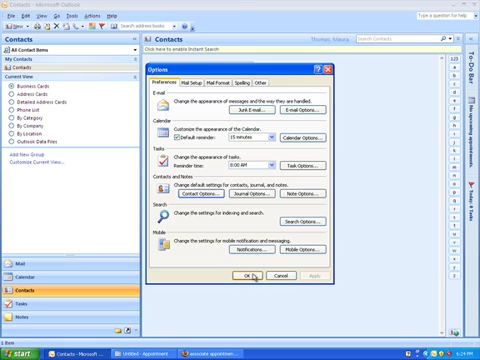 Contacts - Microsoft Outlook
File Edit View Go Tools Actions Help
Type a question for help
New
Search address books
Contacts
Contacts
Thomas, Maura
Search Contacts
All Contact Items
Click here to enable Instant Search
My Contacts
Contacts
Current View
Business Cards
Address Cards
Detailed Address Cards
Phone List
By Category
By Company
By Location
Outlook Data Files
Add New Group
Customize Current View...
Options
Preferences Mail Setup Mail Format Spelling Other
E-mail
Change the appearance of messages and the way they are handled.
Junk E-mail... E-mail Options...
Calendar
Customize the appearance of the Calendar.
Default reminder: 15 minutes Calendar Options...
Tasks
Change the appearance of tasks.
Reminder time: 8:00 AM Task Options...
Contacts and Notes
Change default settings for contacts, journal, and notes.
Contact Options... Journal Options... Note Options...
Search
Change the settings for indexing and search.
Search Options...
Mobile
Change the settings for mobile notification and messaging.
Notifications... Mobile Options...
OK Cancel Apply
123
a
b
c
d
To-Do Bar
No upcoming appointments.
Today: 4 Tasks
Mail
Calendar
Contacts
Tasks
Notes
start
Contacts - Microsoft...
Untitled - Appointment
associate appointmen...
6:24 PM